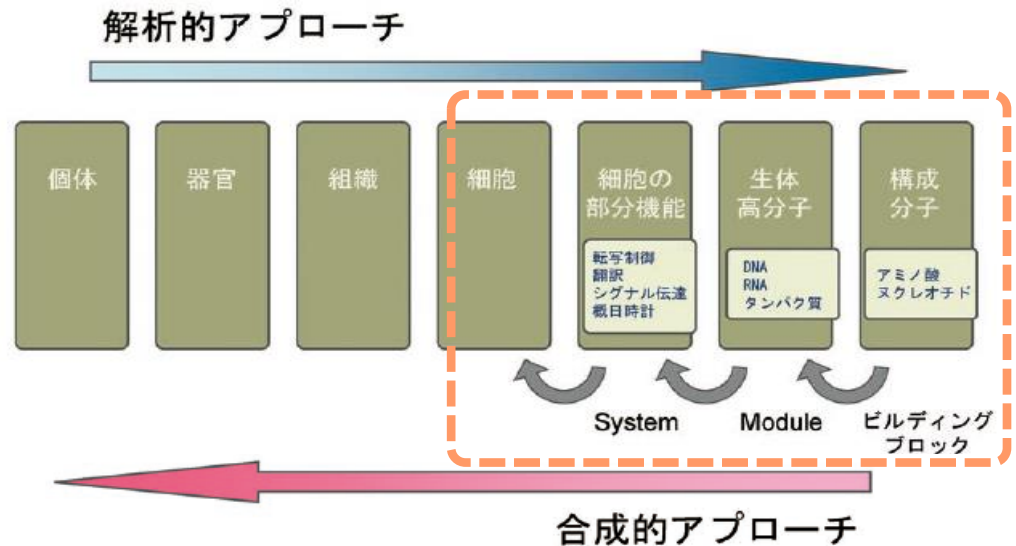 解析的アプローチ
個体
器官
組織
細胞
細胞の
部分機能
転写制御
翻訳
シグナル伝達
概日時計
生体
高分子
DNA
RNA
タンパク質
構成
分子
アミノ酸
ヌクレオチド
System
Module
ビルディング
ブロック
合成的アプローチ